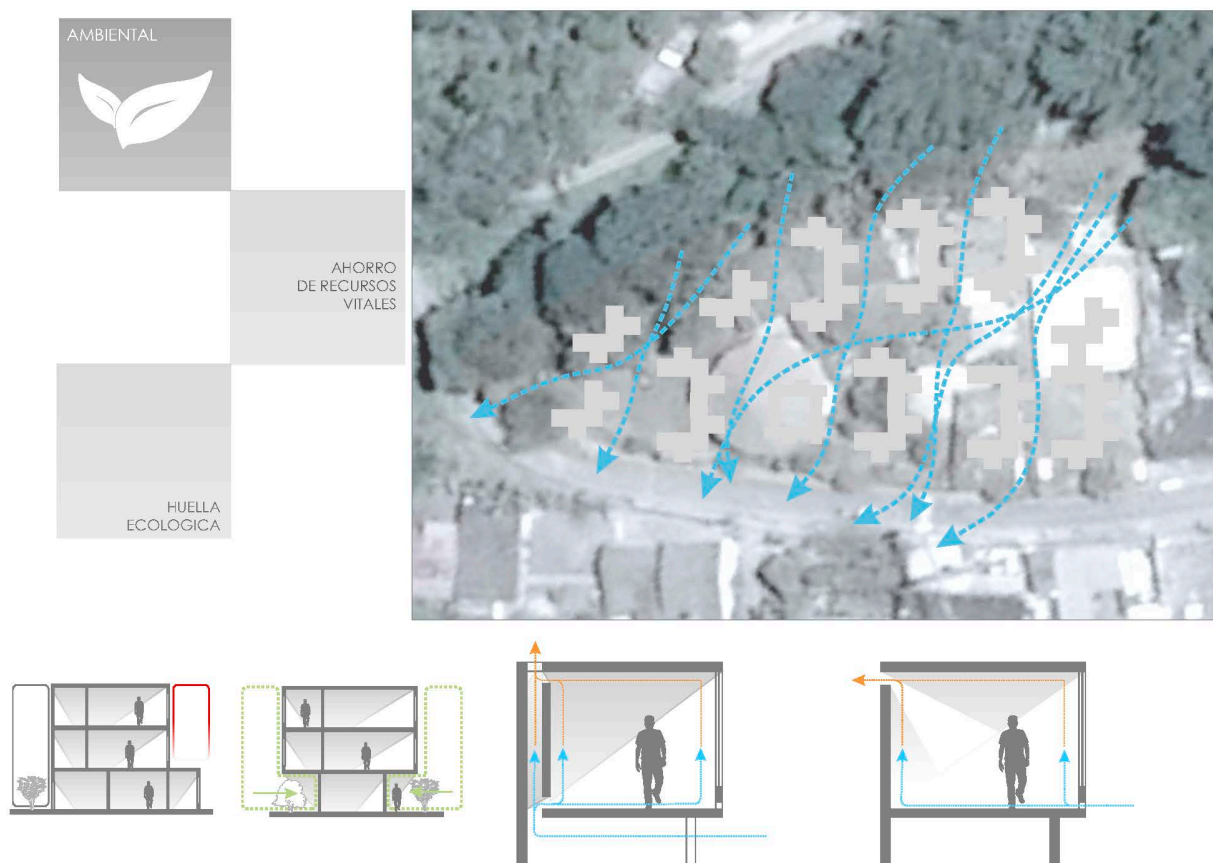 AMBIENTAL
AHORRO
DE RECURSOS
VITALES
HUELLA
ECOLOGICA